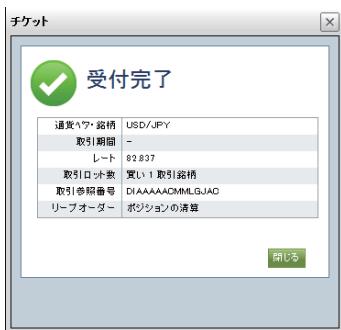 チケット
受付完了
通貨ペア・銘柄 USD/JPY
取引期間 -
レート 82.837
取引ロット数 買い 1 取引銘柄
取引参照番号 DIAAAAACMMLGJAC
リーブオーダー ポジションの清算
閉じる